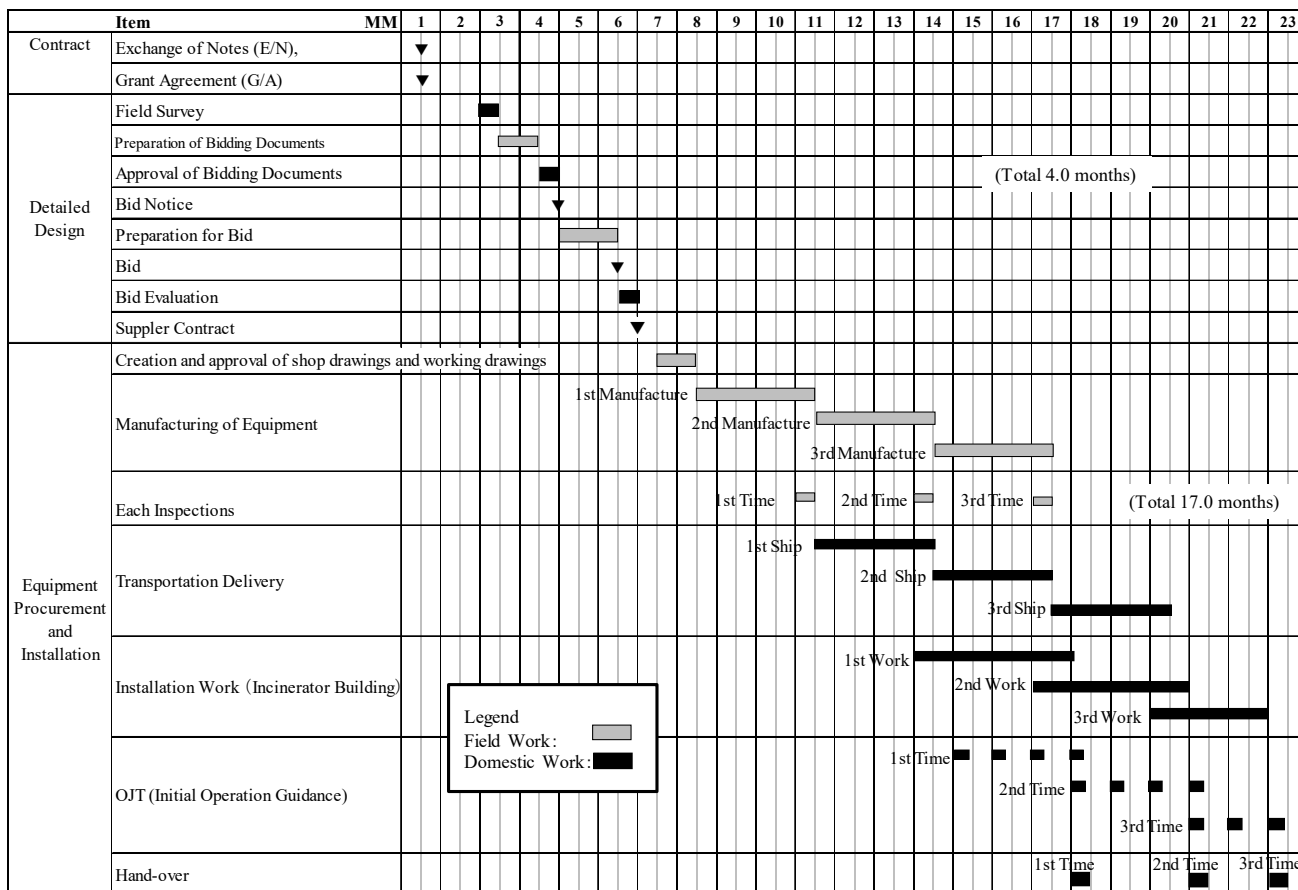 Item MM 1 2 3 4 5 6 7 8 9 10 11 12 13 14 15 16 17 18 19 20 21 22 23
Contract
Exchange of Notes (E/N),
Grant Agreement (G/A)
Detailed
Design
Field Survey
Preparation of Bidding Documents
Approval of Bidding Documents
(Total 4.0 months)
Bid Notice
Preparation for Bid
Bid
Bid Evaluation
Suppler Contract
Equipment
Procurement
and
Installation
Creation and approval of shop drawings and working drawings
Manufacturing of Equipment
1st Manufacture
2nd Manufacture
3rd Manufacture
Each Inspections
1st Time 2nd Time 3rd Time
(Total 17.0 months)
Transportation Delivery
1st Ship
2nd Ship
3rd Ship
Installation Work (Incinerator Building)
1st Work
2nd Work
3rd Work
Legend
Field Work:
Domestic Work:
OJT (Initial Operation Guidance)
1st Time
2nd Time
3rd Time
Hand-over
1st Time 2nd Time 3rd Time